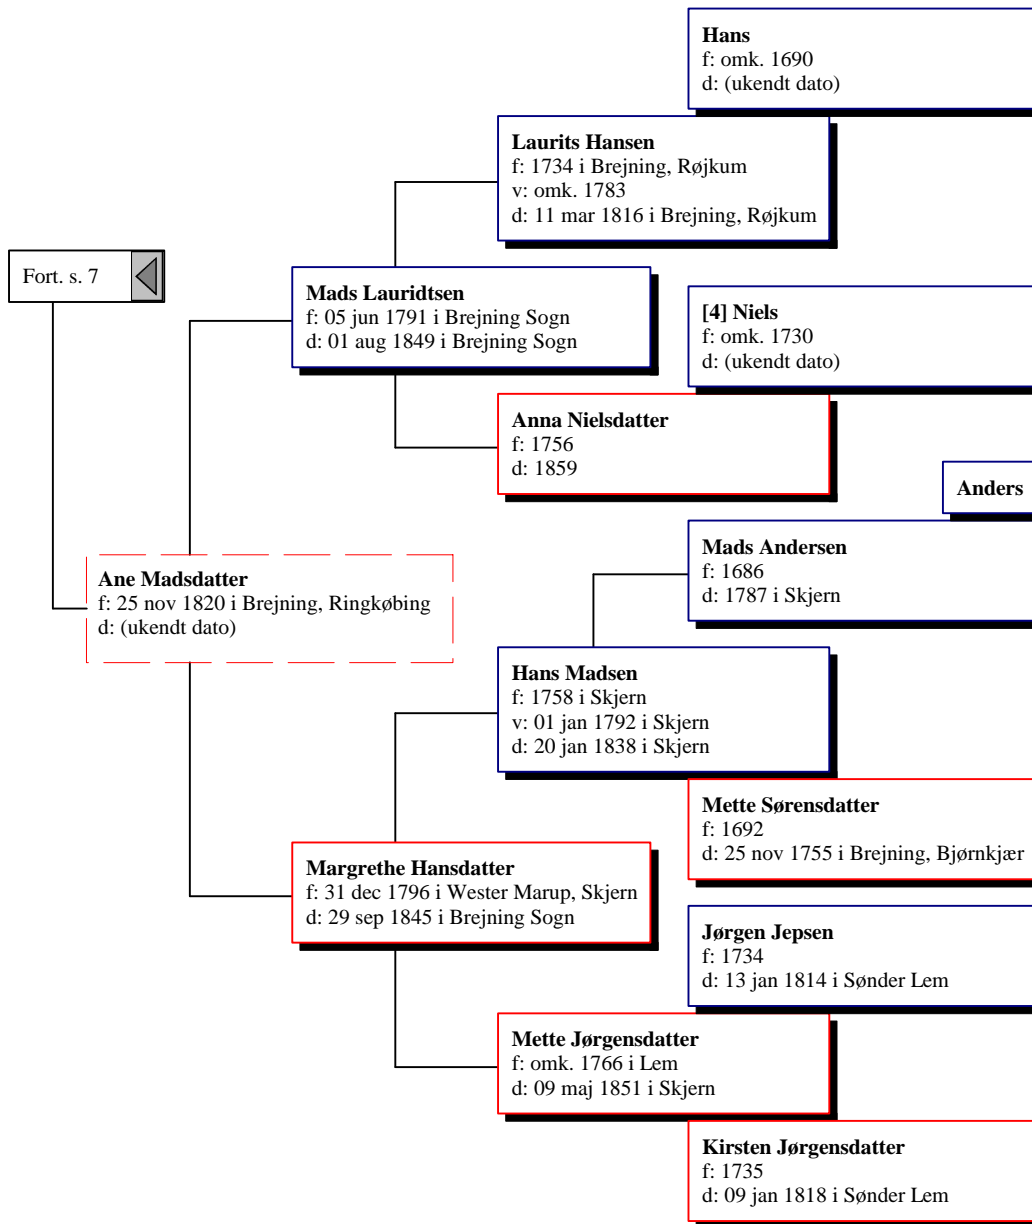 Hans
f: omk. 1690
d: (ukendt dato)
Laurits Hansen
f: 1734 i Brejning, Røjkum
v: omk. 1783
d: 11 mar 1816 i Brejning, Røjkum
Fort. s. 7
Mads Lauridtsen
f: 05 jun 1791 i Brejning Sogn
d: 01 aug 1849 i Brejning Sogn
[4] Niels
f: omk. 1730
d: (ukendt dato)
Anna Nielsdatter
f: 1756
d: 1859
Anders
Mads Andersen
f: 1686
d: 1787 i Skjern
Ane Madsdatter
f: 25 nov 1820 i Brejning, Ringkøbing
d: (ukendt dato)
Hans Madsen
f: 1758 i Skjern
v: 01 jan 1792 i Skjern
d: 20 jan 1838 i Skjern
Mette Sørensdatter
f: 1692
d: 25 nov 1755 i Brejning, Bjørnkjær
Margrethe Hansdatter
f: 31 dec 1796 i Wester Marup, Skjern
d: 29 sep 1845 i Brejning Sogn
Jørgen Jepsen
f: 1734
d: 13 jan 1814 i Sønder Lem
Mette Jørgensdatter
f: omk. 1766 i Lem
d: 09 maj 1851 i Skjern
Kirsten Jørgensdatter
f: 1735
d: 09 jan 1818 i Sønder Lem